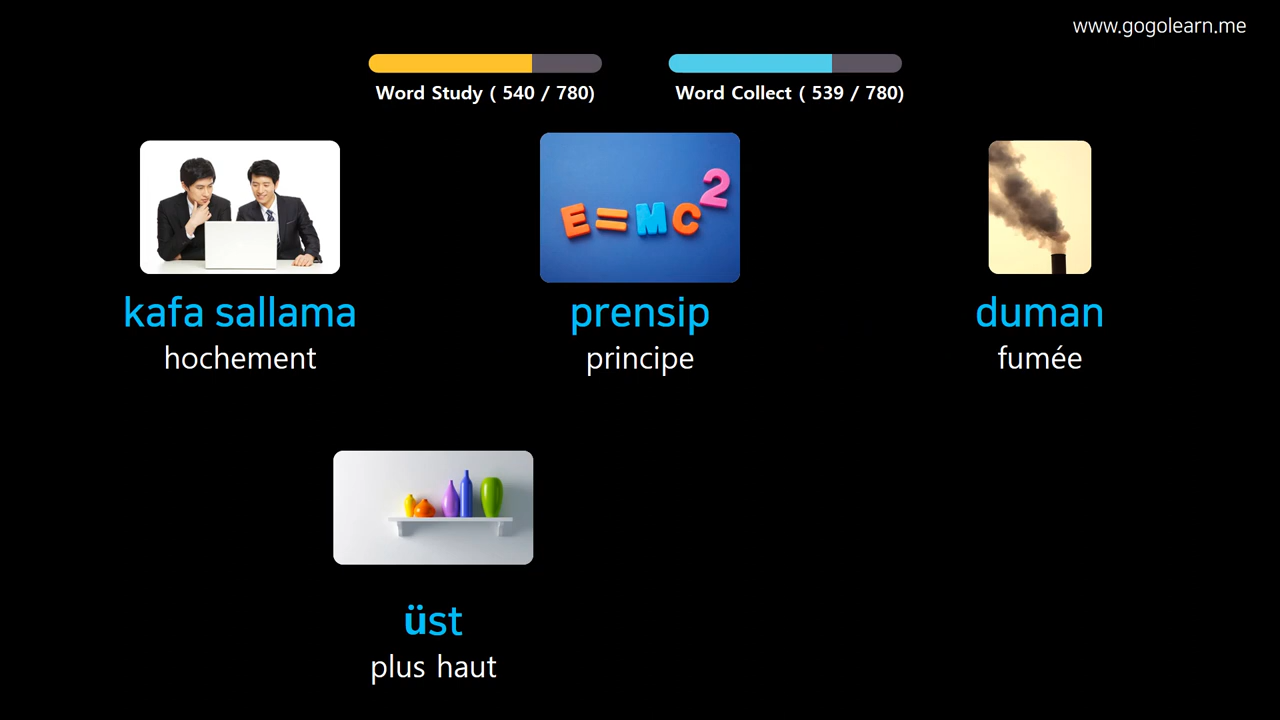 www.gogolearn.me
Word Study ( 540 / 780)
Word Collect ( 539 / 780)
E=MC2
kafa sallama
hochement
prensip
principe
duman
fumée
üst
plus haut